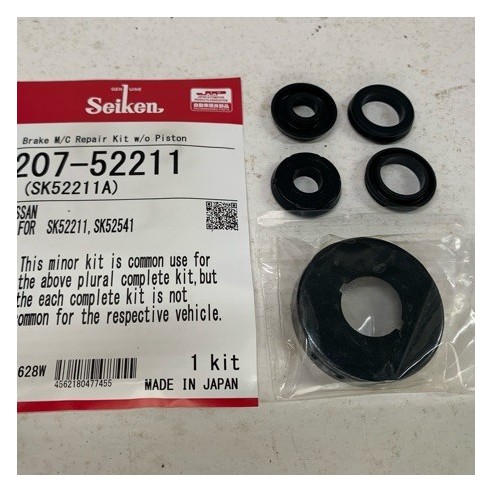 GENUINE
Seiken
Brake M/C Repair Kit w/o Piston
207-52211
(SK52211A)
SSAN
FOR SK52211,SK52541
This minor kit is common use for
the above plural complete kit,but
the each complete kit is not
ommon for the respective vehicle.
628W
1 kit
4562180477455
MADE IN JAPAN